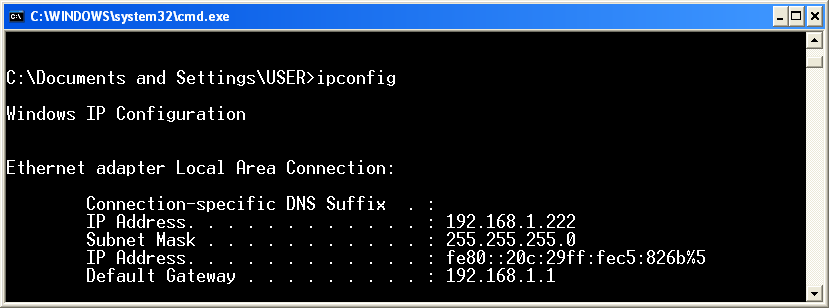 C:\WINDOWS\system32\cmd.exe
C:\Documents and Settings\USER>ipconfig
Windows IP Configuration
Ethernet adapter Local Area Connection:
Connection-specific DNS Suffix  . :
IP Address. . . . . . . . . . . . : 192.168.1.222
Subnet Mask . . . . . . . . . . . : 255.255.255.0
IP Address. . . . . . . . . . . . : fe80::20c:29ff:fec5:826b%5
Default Gateway . . . . . . . . . : 192.168.1.1